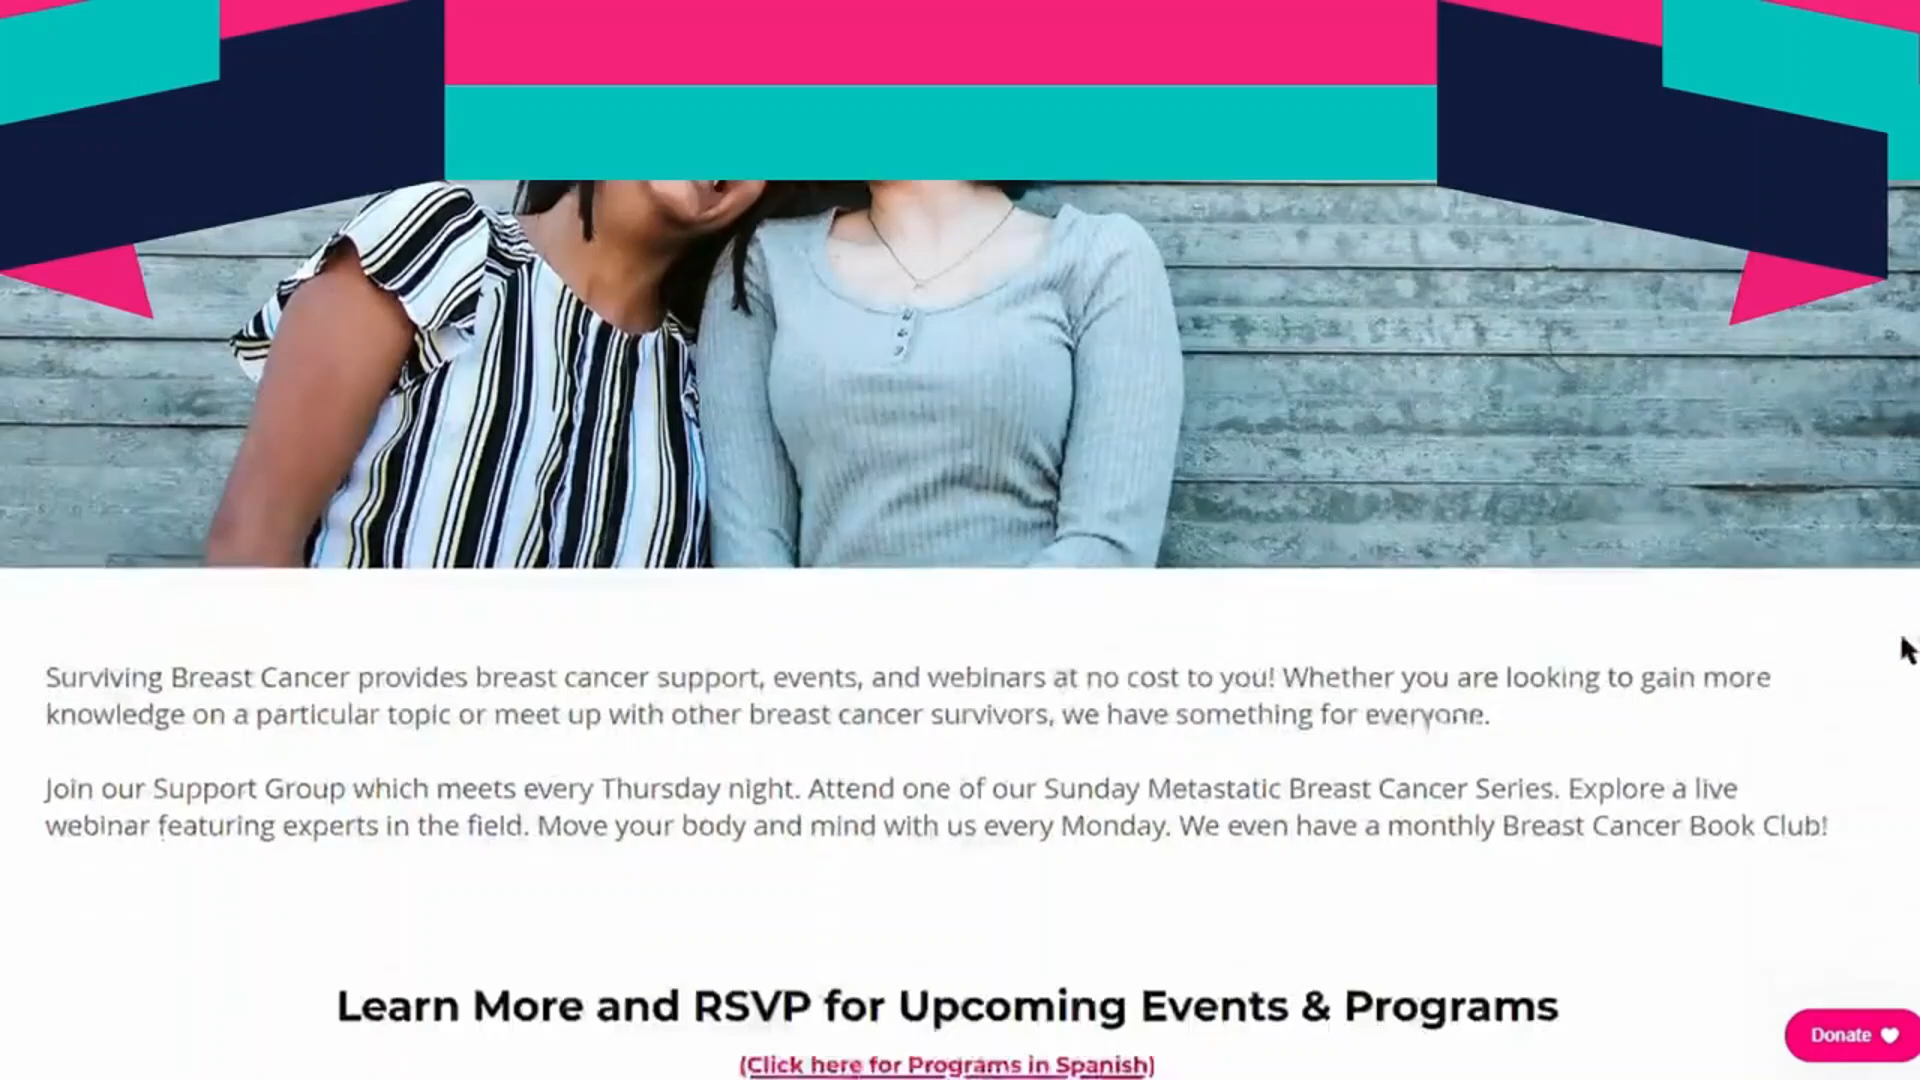 Surviving Breast Cancer provides breast cancer support, events, and webinars at no cost to you! Whether you are looking to gain more
knowledge on a particular topic or meet up with other breast cancer survivors, we have something for everyone.
Join our Support Group which meets every Thursday night. Attend one of our Sunday Metastatic Breast Cancer Series. Explore a live
webinar featuring experts in the field. Move your body and mind with us every Monday. We even have a monthly Breast Cancer Book Club!
Learn More and RSVP for Upcoming Events & Programs
Donate
(Click here for Programs in Spanish)